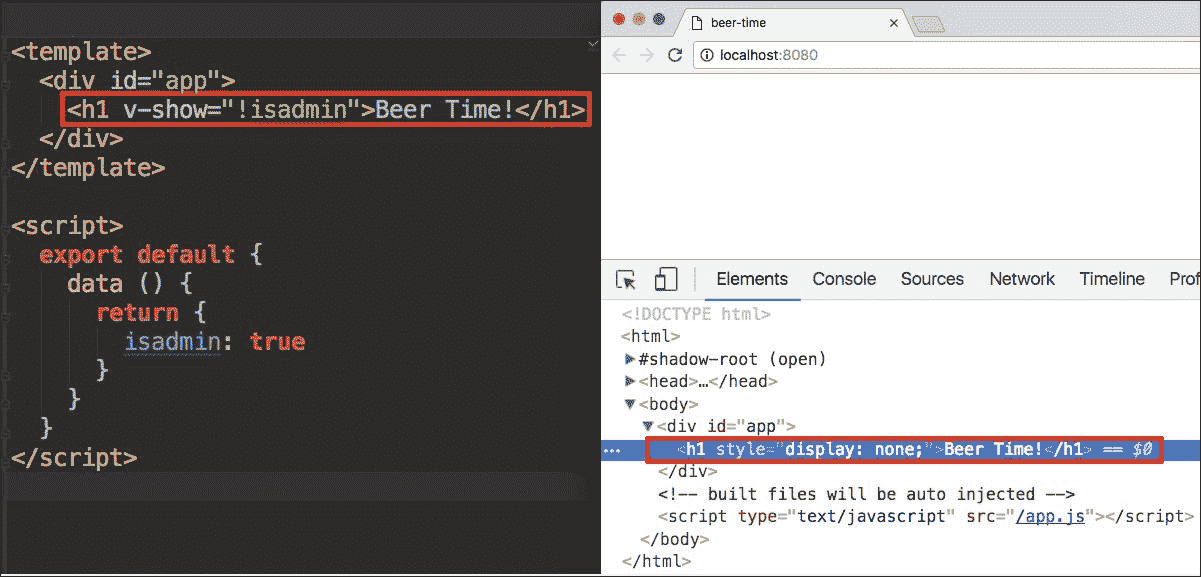 <template>
<div id="app">
<h1 v-show="!isadmin">Beer Time!</h1>
</div>
</template>
<script>
export default {
data () {
return {
isadmin: true
}
}
}
</script>
beer-time
localhost:8080
Elements Console Sources Network Timeline Prof
<!DOCTYPE html>
<html>
#shadow-root (open)
<head>…</head>
<body>
<div id="app">
<h1 style="display: none;">Beer Time!</h1> == $0
</div>
<!-- built files will be auto injected -->
<script type="text/javascript" src="/app.js"></script>
</body>
</html>